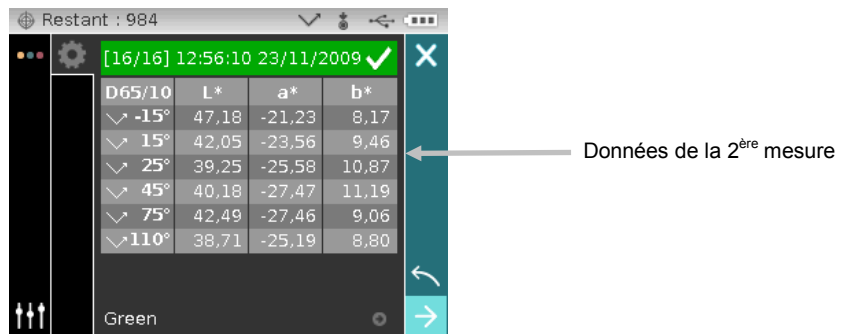 Restant : 984
[16/16] 12:56:10 23/11/2009
D65/10 L* a* b*
-15° 47,18 -21,23 8,17
15° 42,05 -23,56 9,46
25° 39,25 -25,58 10,87
45° 40,18 -27,47 11,19
75° 42,49 -27,46 9,06
110° 38,71 -25,19 8,80
Green
Données de la 2ère mesure